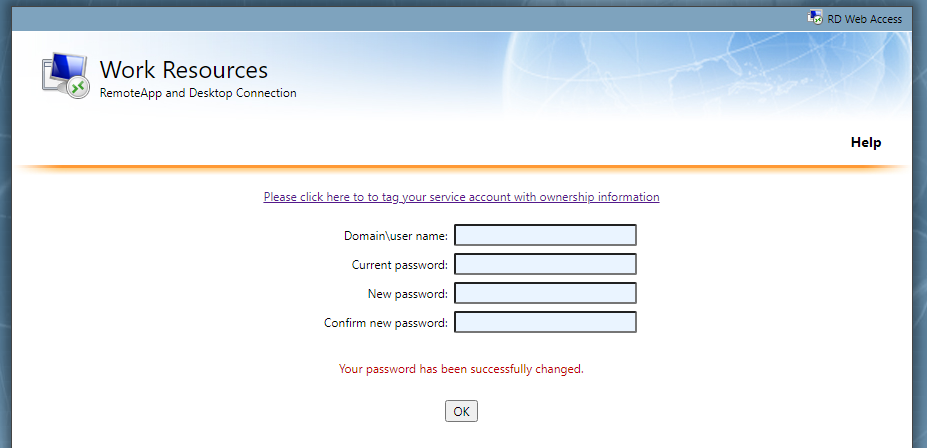 RD Web Access
Work Resources
RemoteApp and Desktop Connection
Help
Please click here to to tag your service account with ownership information
Domain\user name:
Current password:
New password:
Confirm new password:
Your password has been successfully changed.
OK